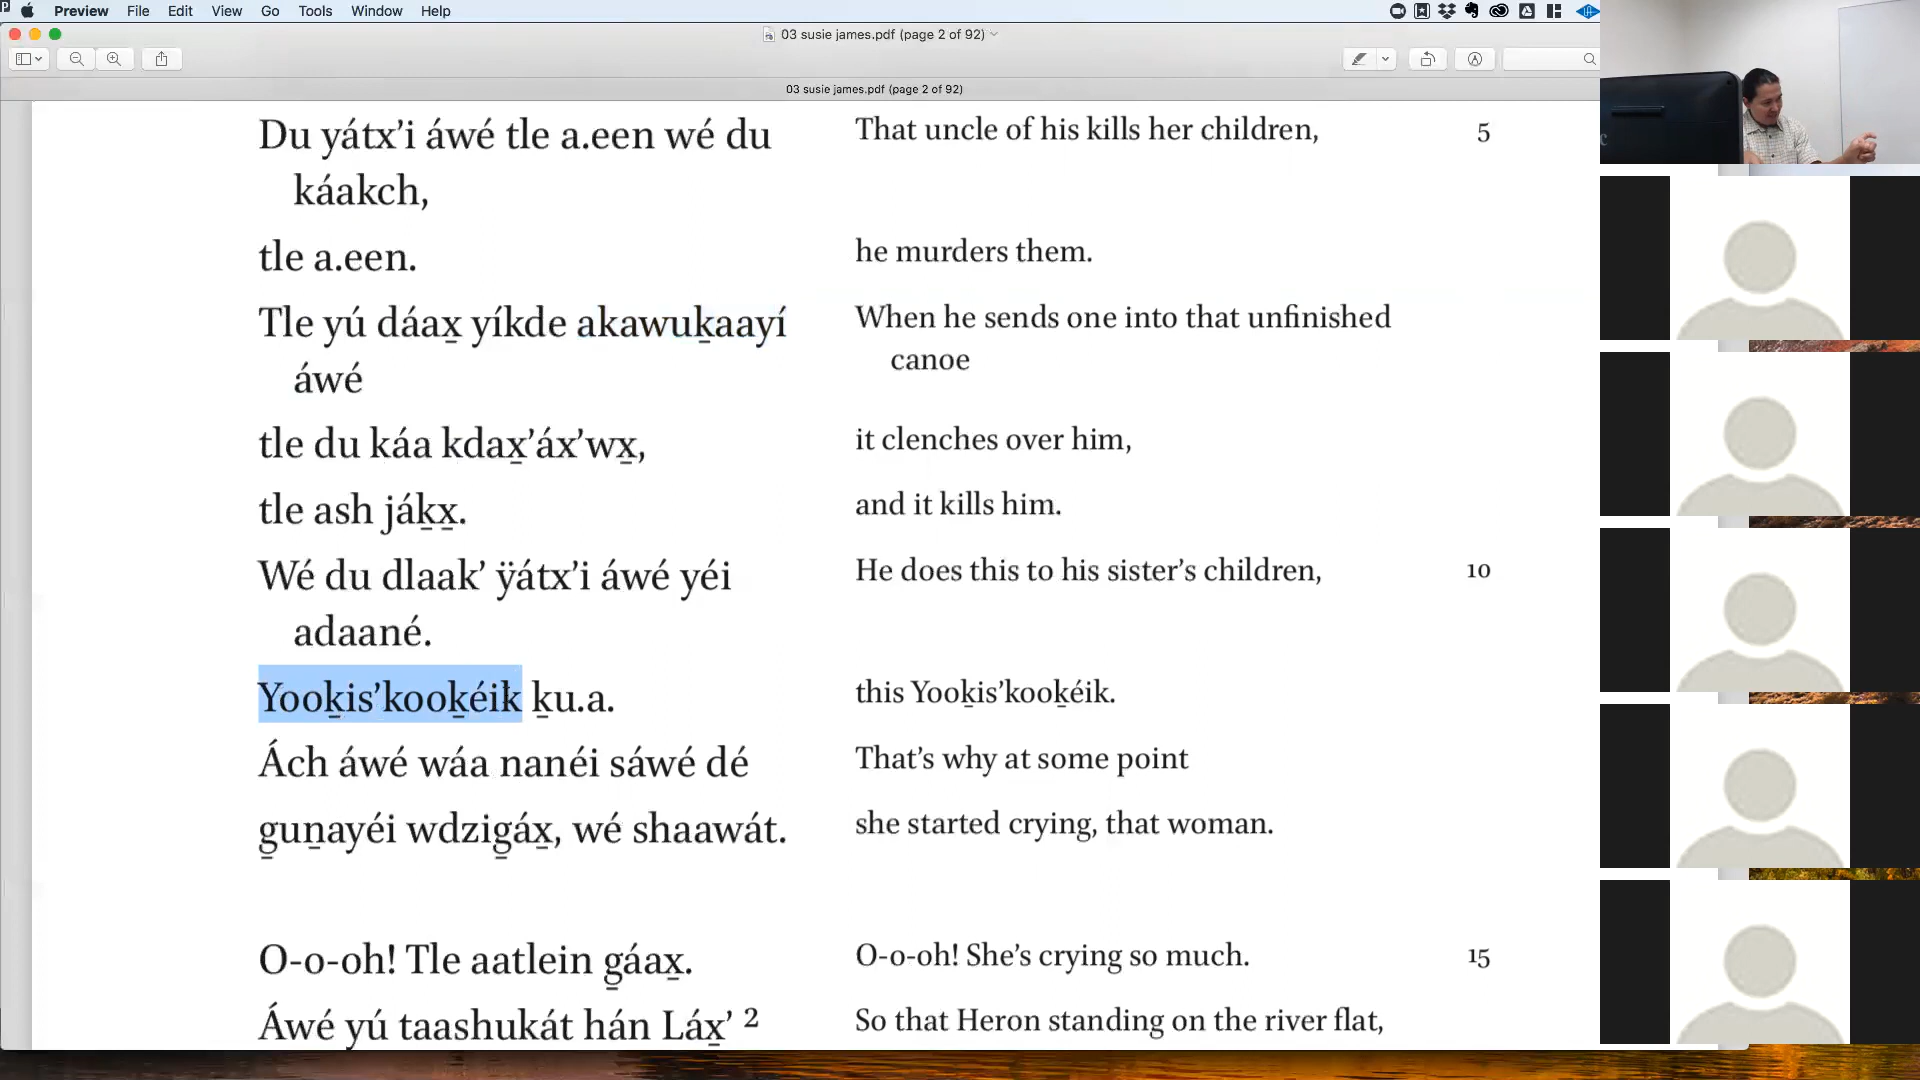 Preview File Edit View Go Tools Window Help
03 susie james.pdf (page 2 of 92)
03 susie james.pdf (page 2 of 92)
Du yátx’i áwé tle a.een wé du
káakch,
That uncle of his kills her children,
5
tle a.een.
he murders them.
Tle yú dáax̱ yíkde akawuḵaayí
áwé
When he sends one into that unfinished
canoe
tle du káa kdax̱’áx’wx̱,
it clenches over him,
tle ash jáḵx̱.
and it kills him.
Wé du dlaak’ ÿátx’i áwé yéi
adaané.
He does this to his sister’s children,
10
Yooḵis’kooḵéik ḵu.a.
this Yooḵis’kooḵéik.
Ách áwé wáa nanéi sáwé dé
That’s why at some point
g̱uṉayéi wdzig̱áx̱, wé shaawát.
she started crying, that woman.
O-o-oh! Tle aatlein g̱áax̱.
O-o-oh! She’s crying so much.
15
Áwé yú taashukát hán Láx̱’ ²
So that Heron standing on the river flat,